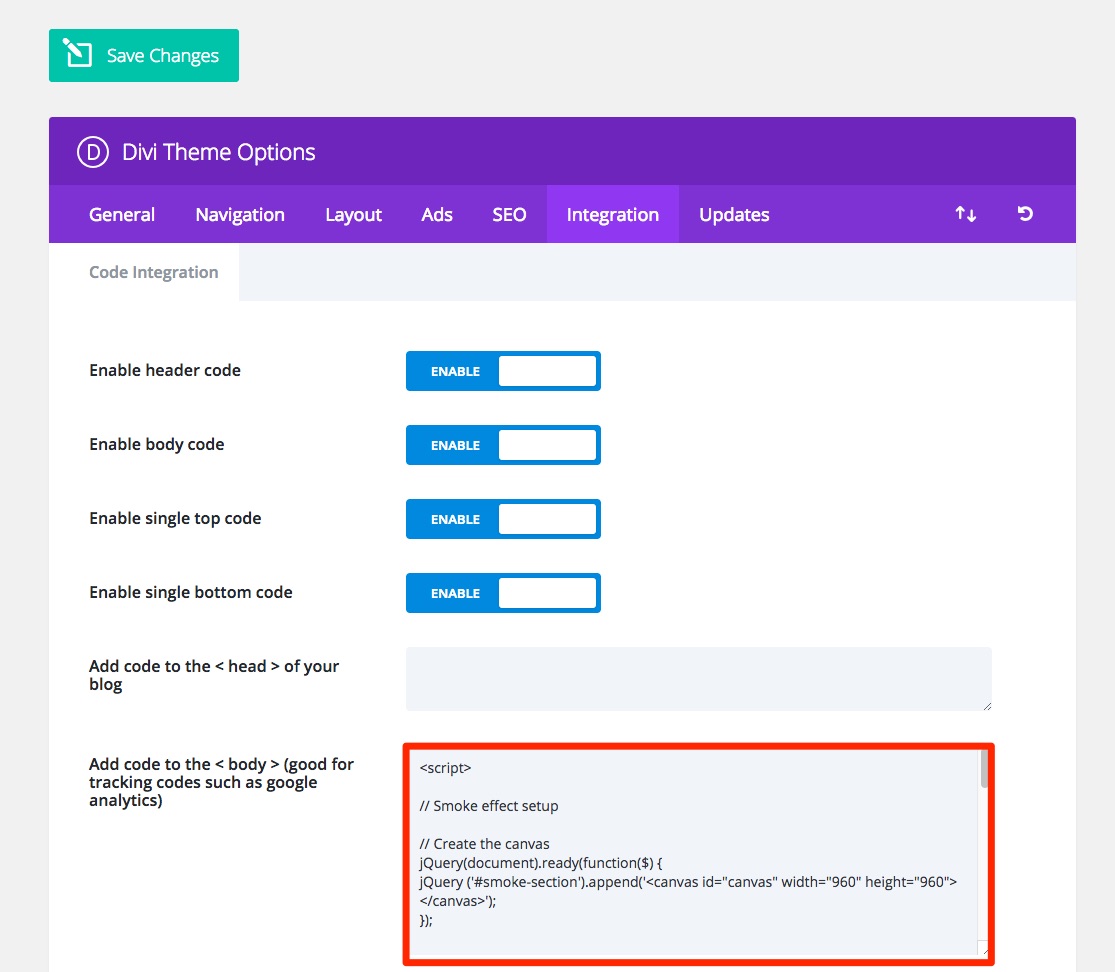 Save Changes
D Divi Theme Options
General Navigation Layout Ads SEO Integration Updates
Code Integration
Enable header code
ENABLE
Enable body code
ENABLE
Enable single top code
ENABLE
Enable single bottom code
ENABLE
Add code to the < head > of your
blog
Add code to the < body > (good for
tracking codes such as google
analytics)
<script>
// Smoke effect setup
// Create the canvas
jQuery(document).ready(function($) {
jQuery ('#smoke-section').append('<canvas id="canvas" width="960" height="960">
</canvas>');
});